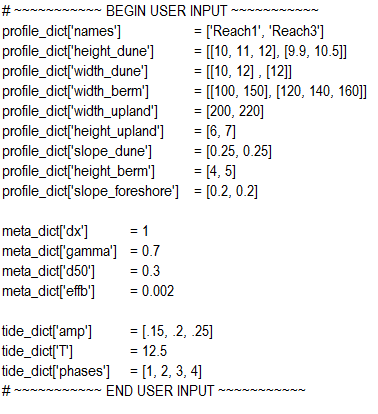 # ~~~~~~~~~~~ BEGIN USER INPUT ~~~~~~~~~~~
profile_dict['names'] = ['Reach1', 'Reach3']
profile_dict['height_dune'] = [[10, 11, 12], [9.9, 10.5]]
profile_dict['width_dune'] = [[10, 12] , [12]]
profile_dict['width_berm'] = [[100, 150], [120, 140, 160]]
profile_dict['width_upland'] = [200, 220]
profile_dict['height_upland'] = [6, 7]
profile_dict['slope_dune'] = [0.25, 0.25]
profile_dict['height_berm'] = [4, 5]
profile_dict['slope_foreshore'] = [0.2, 0.2]
meta_dict['dx'] = 1
meta_dict['gamma'] = 0.7
meta_dict['d50'] = 0.3
meta_dict['effb'] = 0.002
tide_dict['amp'] = [.15, .2, .25]
tide_dict['T'] = 12.5
tide_dict['phases'] = [1, 2, 3, 4]
# ~~~~~~~~~~~ END USER INPUT ~~~~~~~~~~~